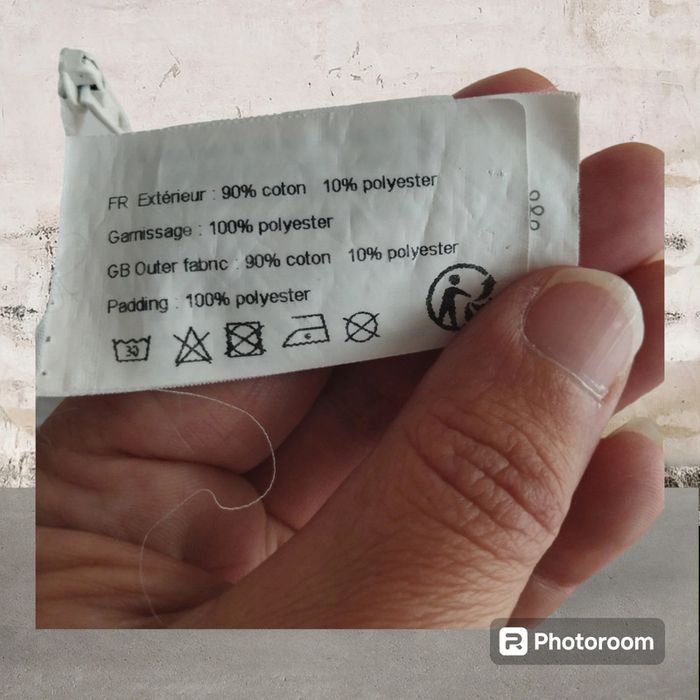 FR Extérieur : 90% coton 10% polyester
Garnissage : 100% polyester
GB Outer fabric : 90% coton 10% polyester
Padding : 100% polyester
30
Photoroom